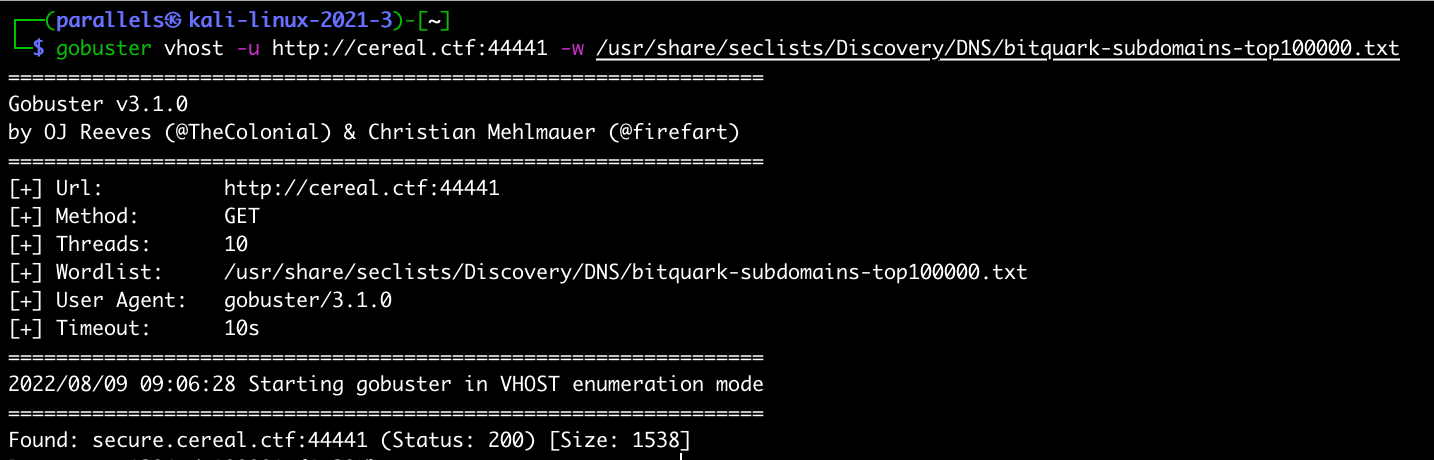 ┌──(parallels㉿kali-linux-2021-3)-[~]
└─$ gobuster vhost -u http://cereal.ctf:44441 -w /usr/share/seclists/Discovery/DNS/bitquark-subdomains-top100000.txt
===============================================================
Gobuster v3.1.0
by OJ Reeves (@TheColonial) & Christian Mehlmauer (@firefart)
===============================================================
[+] Url:          http://cereal.ctf:44441
[+] Method:       GET
[+] Threads:      10
[+] Wordlist:     /usr/share/seclists/Discovery/DNS/bitquark-subdomains-top100000.txt
[+] User Agent:   gobuster/3.1.0
[+] Timeout:      10s
===============================================================
2022/08/09 09:06:28 Starting gobuster in VHOST enumeration mode
===============================================================
Found: secure.cereal.ctf:44441 (Status: 200) [Size: 1538]